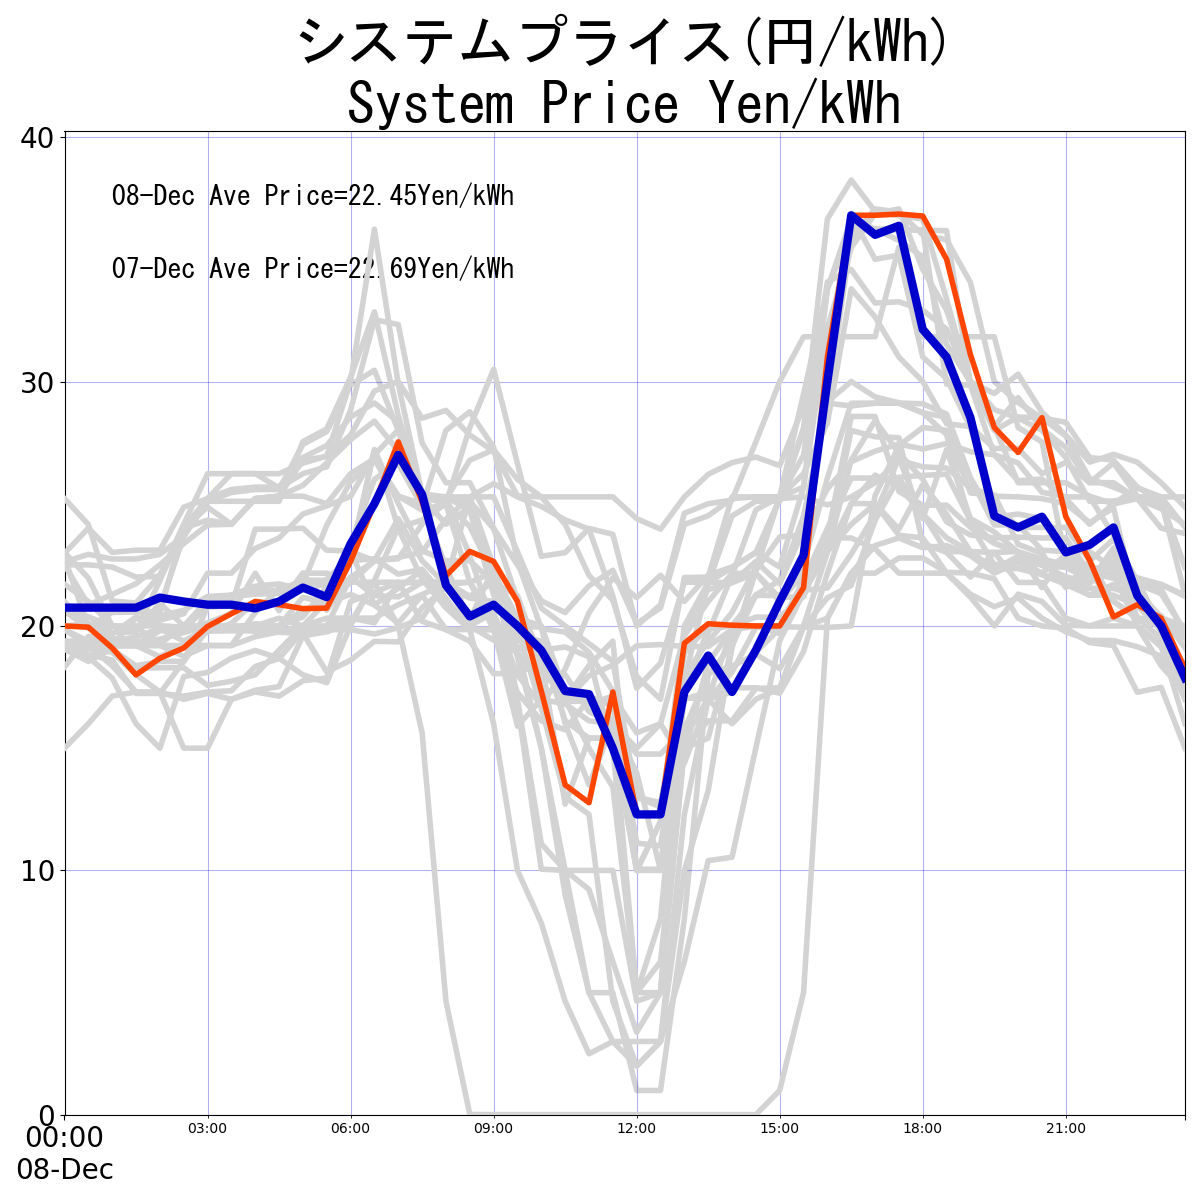 システムプライス(円/kWh)
System Price Yen/kWh
40
08-Dec Ave Price=22.45Yen/kWh
07-Dec Ave Price=22.69Yen/kWh
30
20
10
0
00:00 03:00 06:00 09:00 12:00 15:00 18:00 21:00
08-Dec